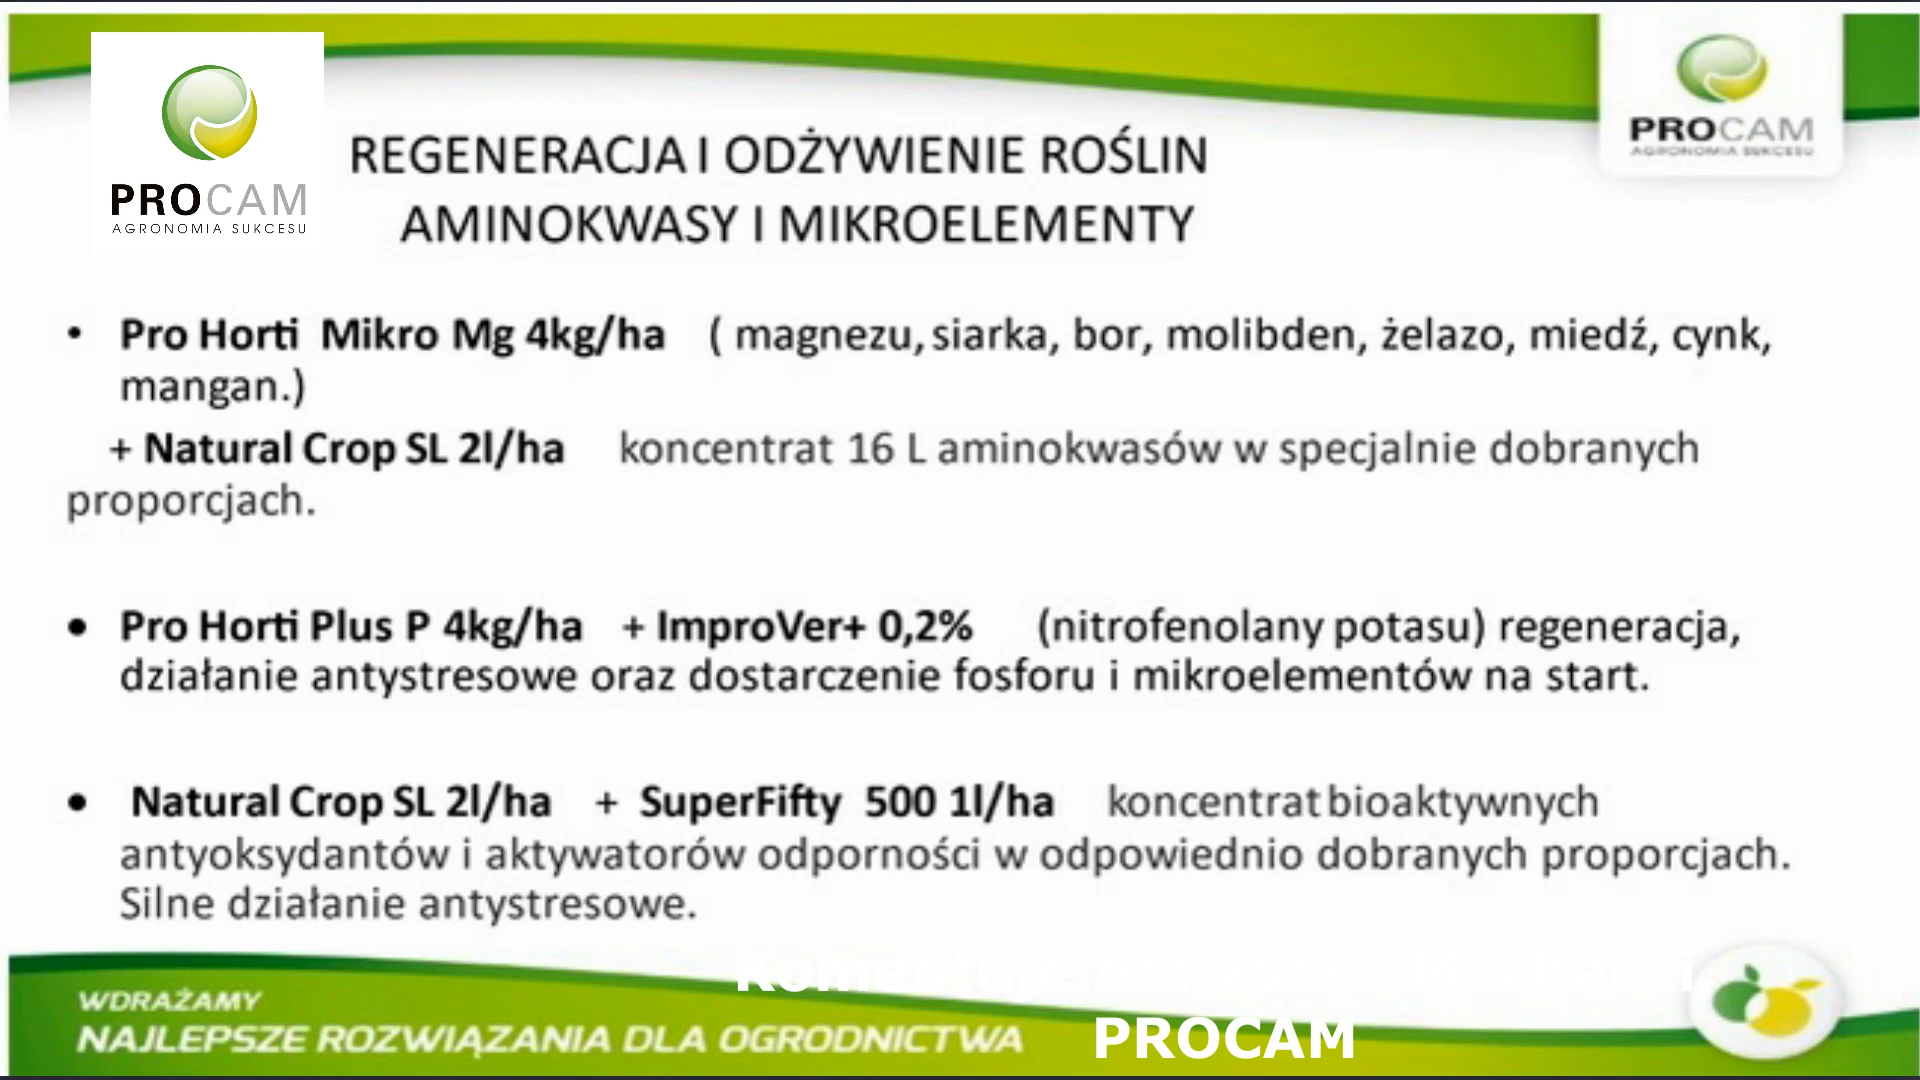 PROCAM
AGRONOMIA SUKCESU
PROCAM
AGRONOMIA SUKCESU
REGENERACJA I ODŻYWIENIE ROŚLIN
AMINOKWASY I MIKROELEMENTY
• Pro Horti Mikro Mg 4kg/ha ( magnezu, siarka, bor, molibden, żelazo, miedź, cynk,
mangan.)
+ Natural Crop SL 2l/ha koncentrat 16 L aminokwasów w specjalnie dobranych
proporcjach.
• Pro Horti Plus P 4kg/ha + ImproVer+ 0,2% (nitrofenolany potasu) regeneracja,
działanie antystresowe oraz dostarczenie fosforu i mikroelementów na start.
• Natural Crop SL 2l/ha + SuperFifty 500 1l/ha koncentrat bioaktywnych
antyoksydantów i aktywatorów odporności w odpowiednio dobranych proporcjach.
Silne działanie antystresowe.
Komentuje:
WDRAŻAMY
NAJLEPSZE ROZWIĄZANIA DLA OGRODNICTWA
PROCAM